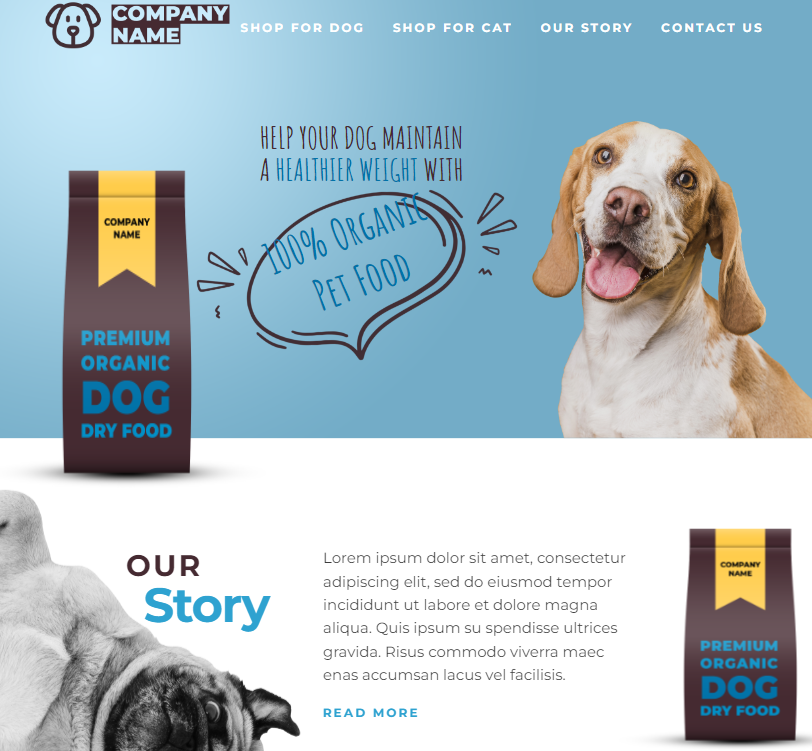 COMPANY
NAME
SHOP FOR DOG
SHOP FOR CAT
OUR STORY
CONTACT US
HELP YOUR DOG MAINTAIN
A HEALTHIER WEIGHT WITH
100% ORGANIC
PET FOOD
COMPANY
NAME
PREMIUM
ORGANIC
DOG
DRY FOOD
OUR
Story
Lorem ipsum dolor sit amet, consectetur
adipiscing elit, sed do eiusmod tempor
incididunt ut labore et dolore magna
aliqua. Quis ipsum su spendisse ultrices
gravida. Risus commodo viverra maec
enas accumsan lacus vel facilisis.
READ MORE
COMPANY
NAME
PREMIUM
ORGANIC
DOG
DRY FOOD